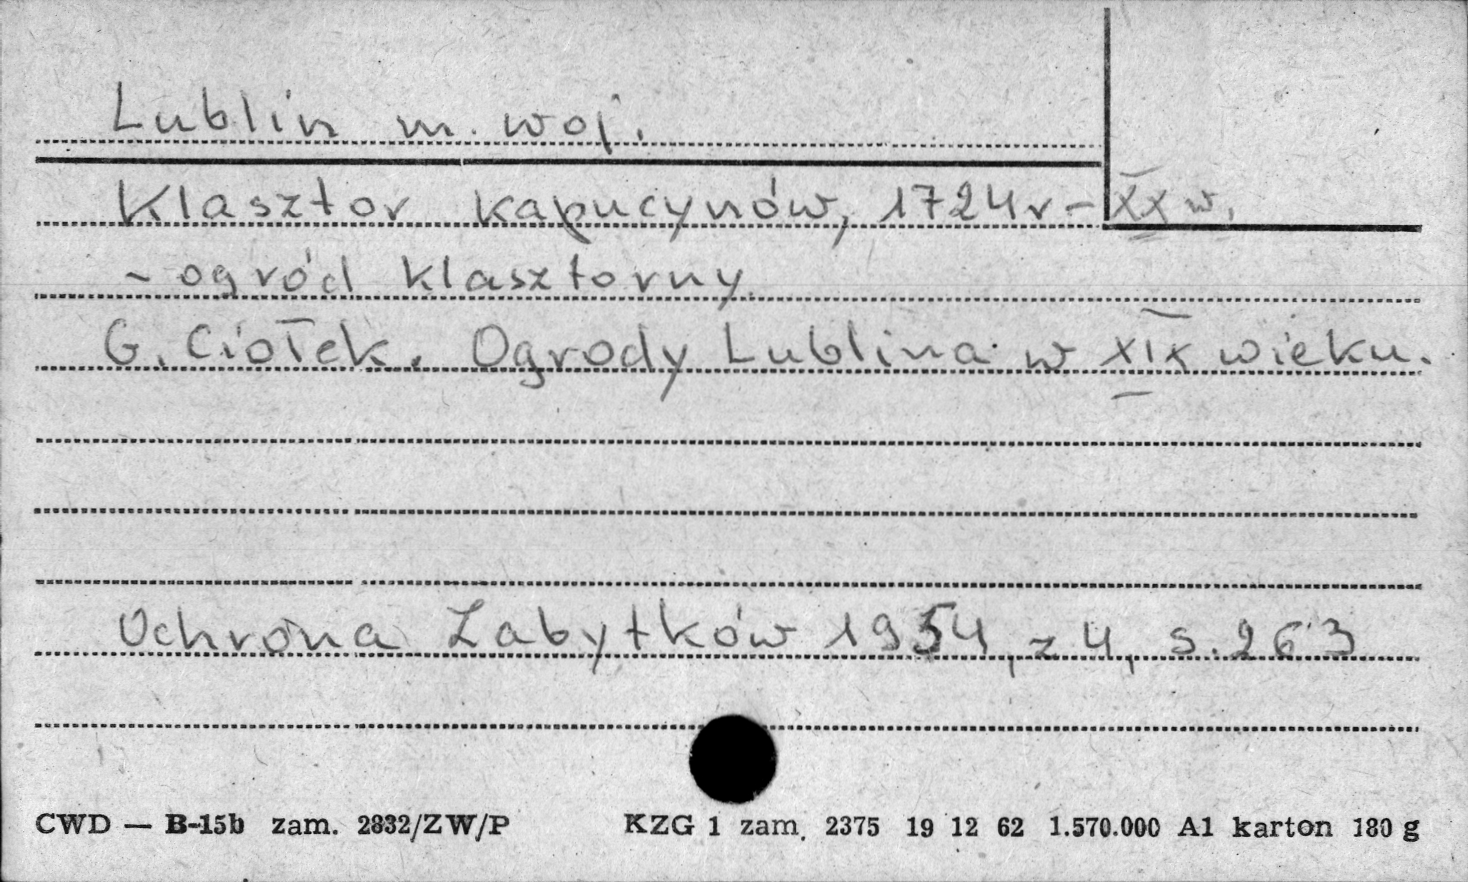 Lublin m. woj.
Klasztor kapucynów, 1724r - XX w.
- ogród klasztorny.
G. Ciołek. Ogrody Lublina w XIX wieku.
Ochrona Zabytków 1954, z 4, s. 263
CWD — B-15b zam. 2832/ZW/P KZG 1 zam. 2375 19 12 62 1.570.000 A1 karton 180 g